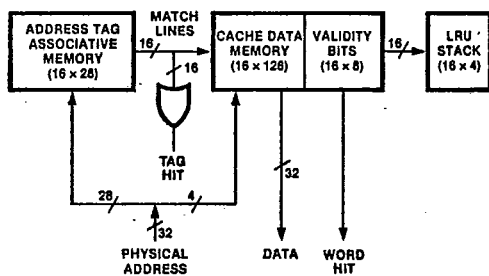 ADDRESS TAG
ASSOCIATIVE
MEMORY
(16 x 28)
16
MATCH
LINES
16
CACHE DATA
MEMORY
(16 x 128)
VALIDITY
BITS
(16 x 8)
16
LRU
STACK
(16 x 4)
TAG
HIT
28
4
32
32
PHYSICAL
ADDRESS
DATA
WORD
HIT